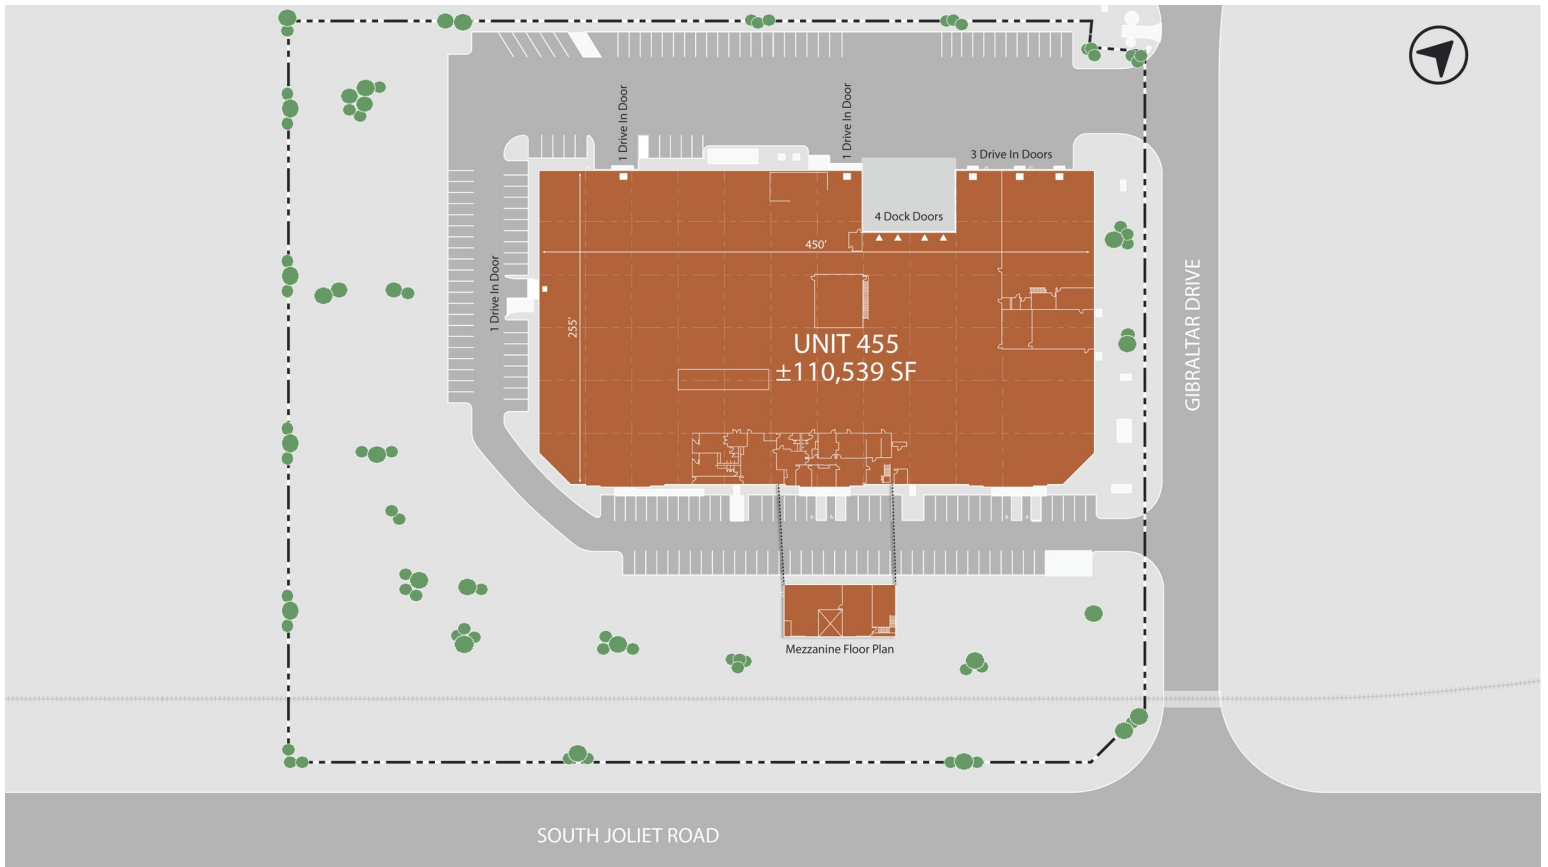 1 Drive In Door
1 Drive In Door
3 Drive In Doors
4 Dock Doors
450’
1 Drive In Door
255’
UNIT 455
±110,539 SF
GIBRALTAR DRIVE
Mezzanine Floor Plan
SOUTH JOLIET ROAD